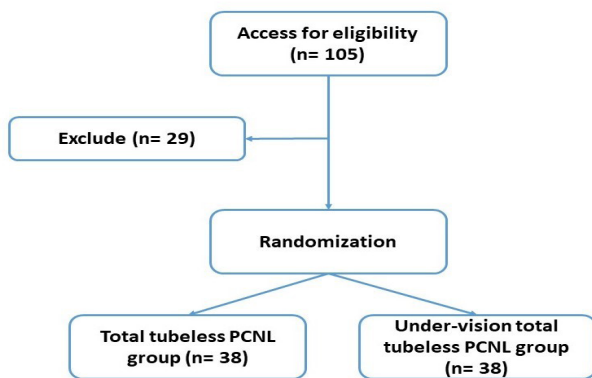 Access for eligibility
(n= 105)
Exclude (n= 29)
Randomization
Total tubeless PCNL
group (n= 38)
Under-vision total
tubeless PCNL group
(n= 38)